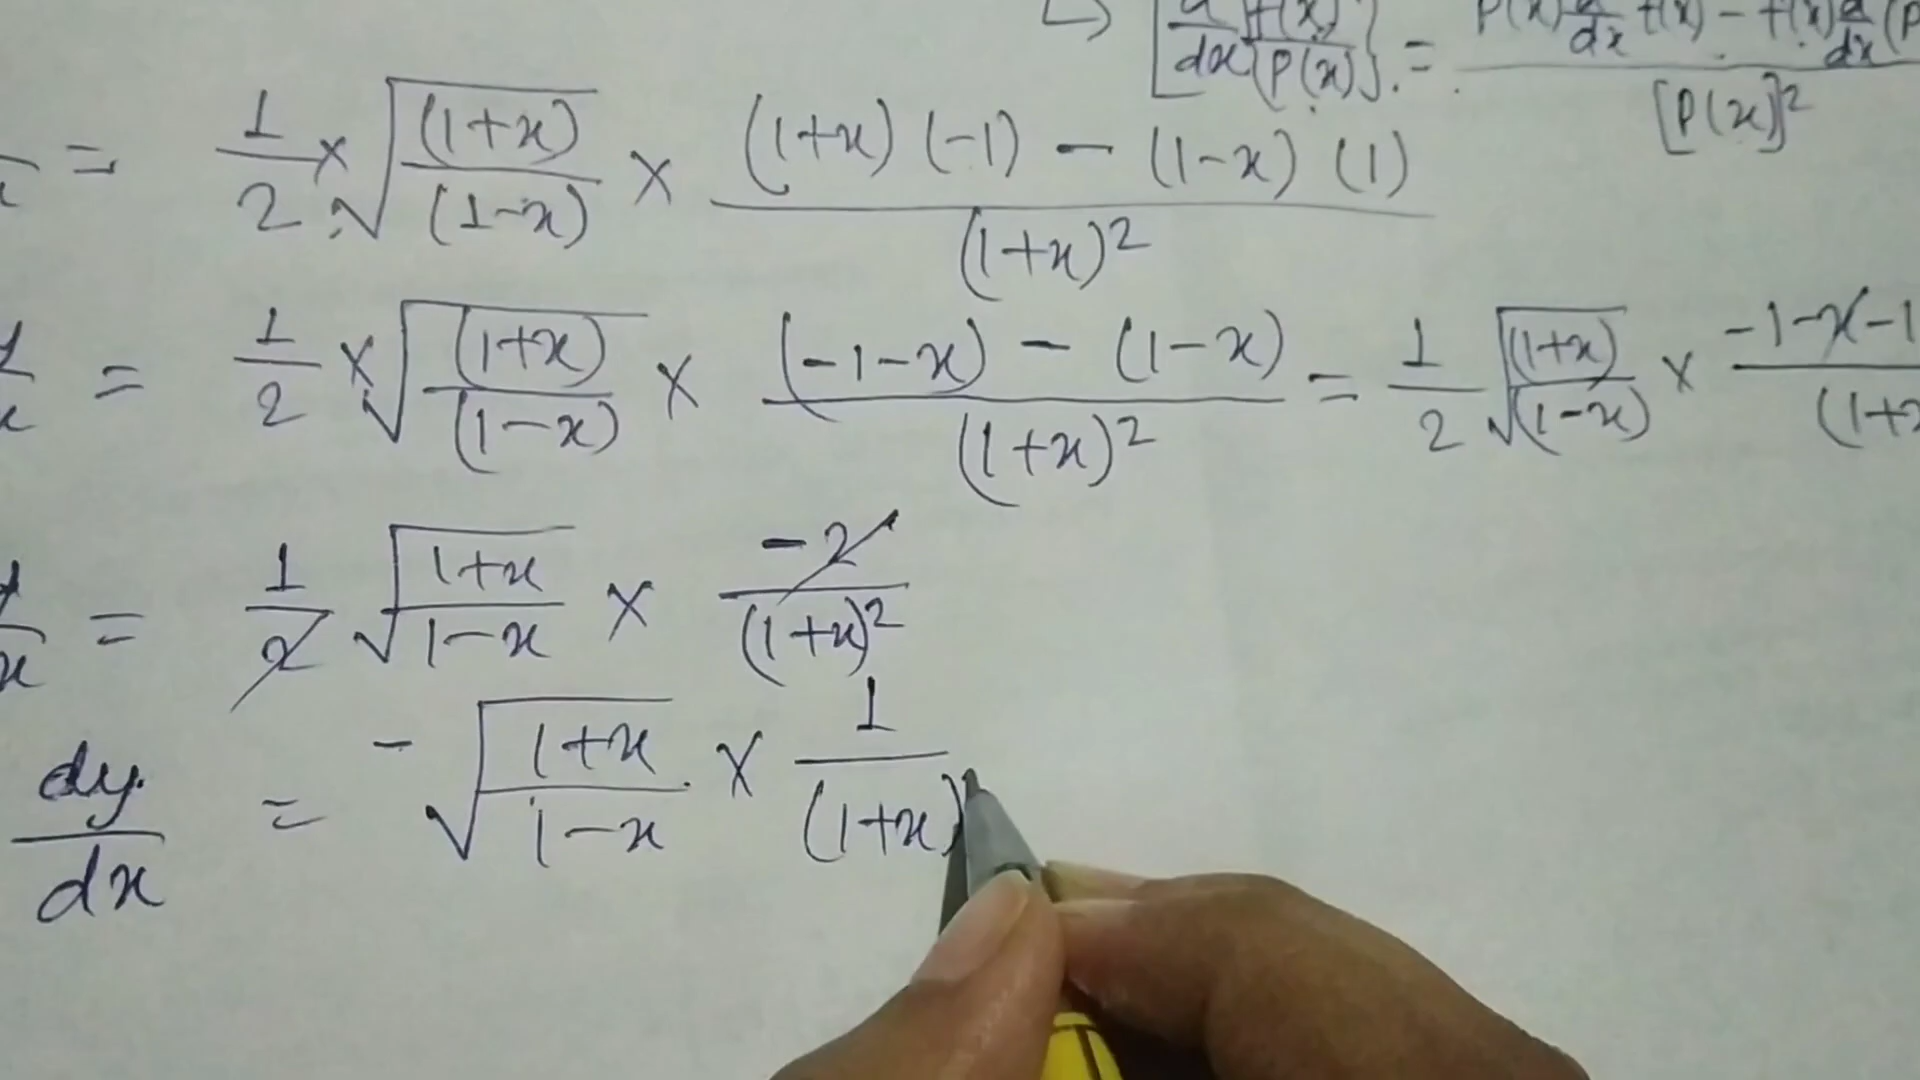 ↳ [d/dx {f(x)/P(x)} = (P(x) d/dx f(x) - f(x) d/dx (P / [P(x)]²
= 1/2 × √((1+x)/(1-x)) × ((1+x) (-1) - (1-x) (1))/(1+x)²
= 1/2 × √((1+x)/(1-x)) × ((-1-x) - (1-x))/(1+x)² = 1/2 √((1+x)/(1-x)) × (-1-x-1 / (1+x
= 1/2 √((1+x)/(1-x)) × -2/(1+x)²
dy/dx = - √((1+x)/(1-x)) × 1/(1+x)